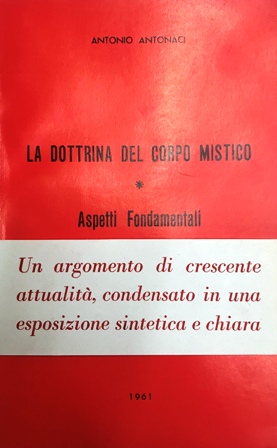 ANTONIO ANTONACI
LA DOTTRINA DEL CORPO MISTICO
*
Aspetti Fondamentali
Un argomento di crescente
attualità, condensato in una
esposizione sintetica e chiara
1961